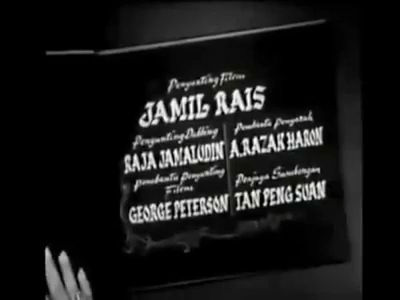 Penyunting Filem
JAMIL RAIS
Penyunting Dubbing
RAJA JAMALUDIN
Pembantu Pengarah
A.RAZAK HARON
Pembantu Penyunting
Filem
GEORGE PETERSON
Penjaga Sambongan
TAN PENG SUAN